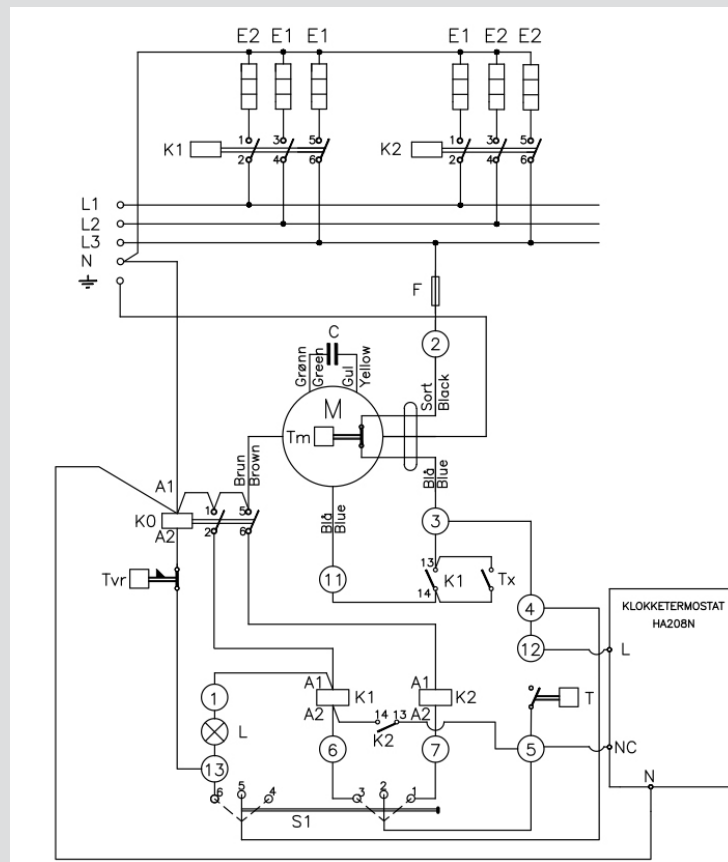 E2 E1 E1 E1 E2 E2
K1 1 3 5 K2 1 3 5
2 4 6 2 4 6
L1
L2
L3
N
F
C
2
Grønn
Green
Gul
Yellow
Sort
Black
M
Tm
Brun
Brown
Blå
Blue
Blå
Blue
A1
K0
A2
1 5
2 6
3
Tvr
11
13
14
K1
Tx
4
12
KLOKKETERMOSTAT
HA208N
L
1
A1
K1
A2
A1
K2
A2
14 13
K2
T
L
6
7
5
NC
13
N
6 5 4 3 2 1
S1